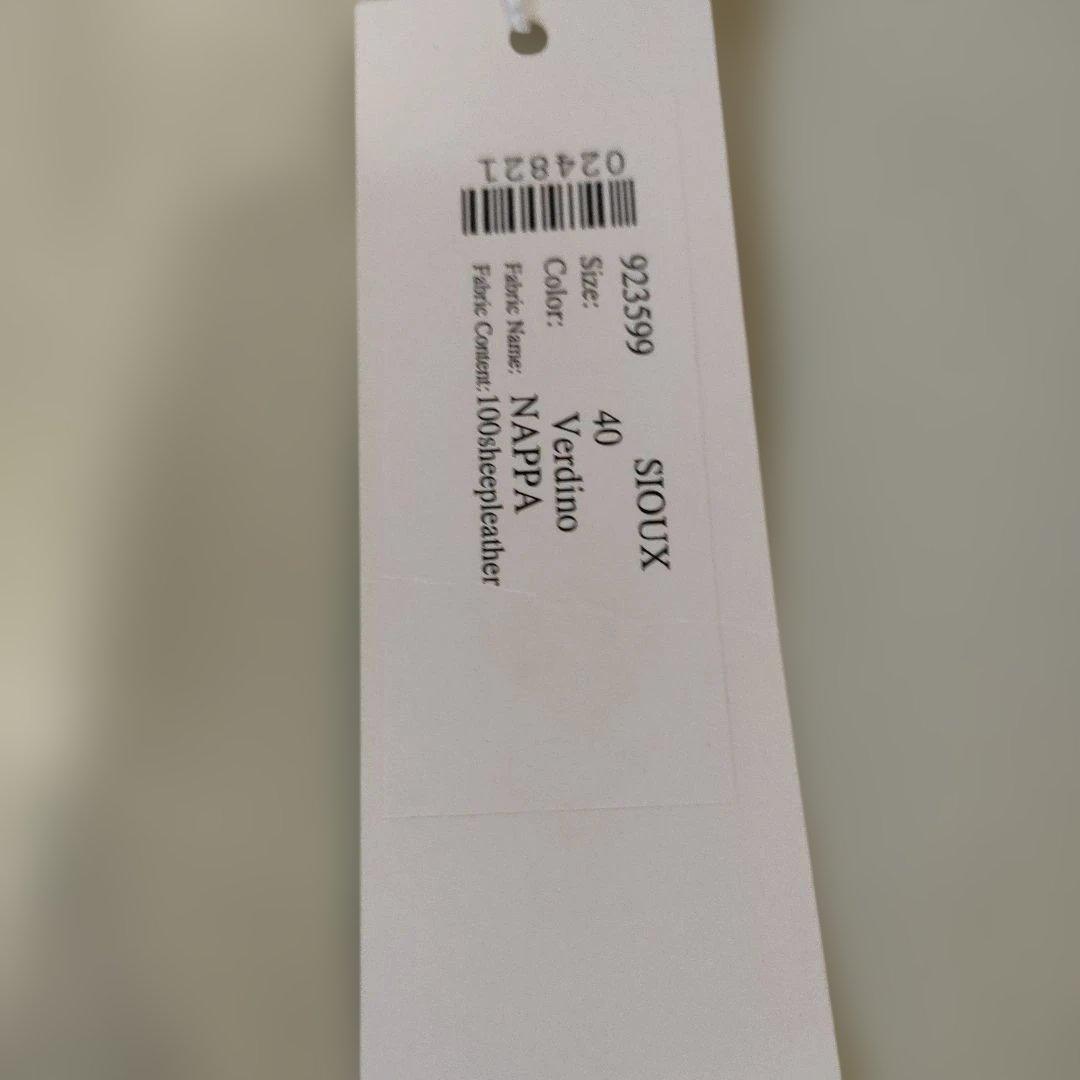 024821
923599 SIOUX
Size: 40
Color: Verdino
Fabric Name: NAPPA
Fabric Content: 100sheepleather